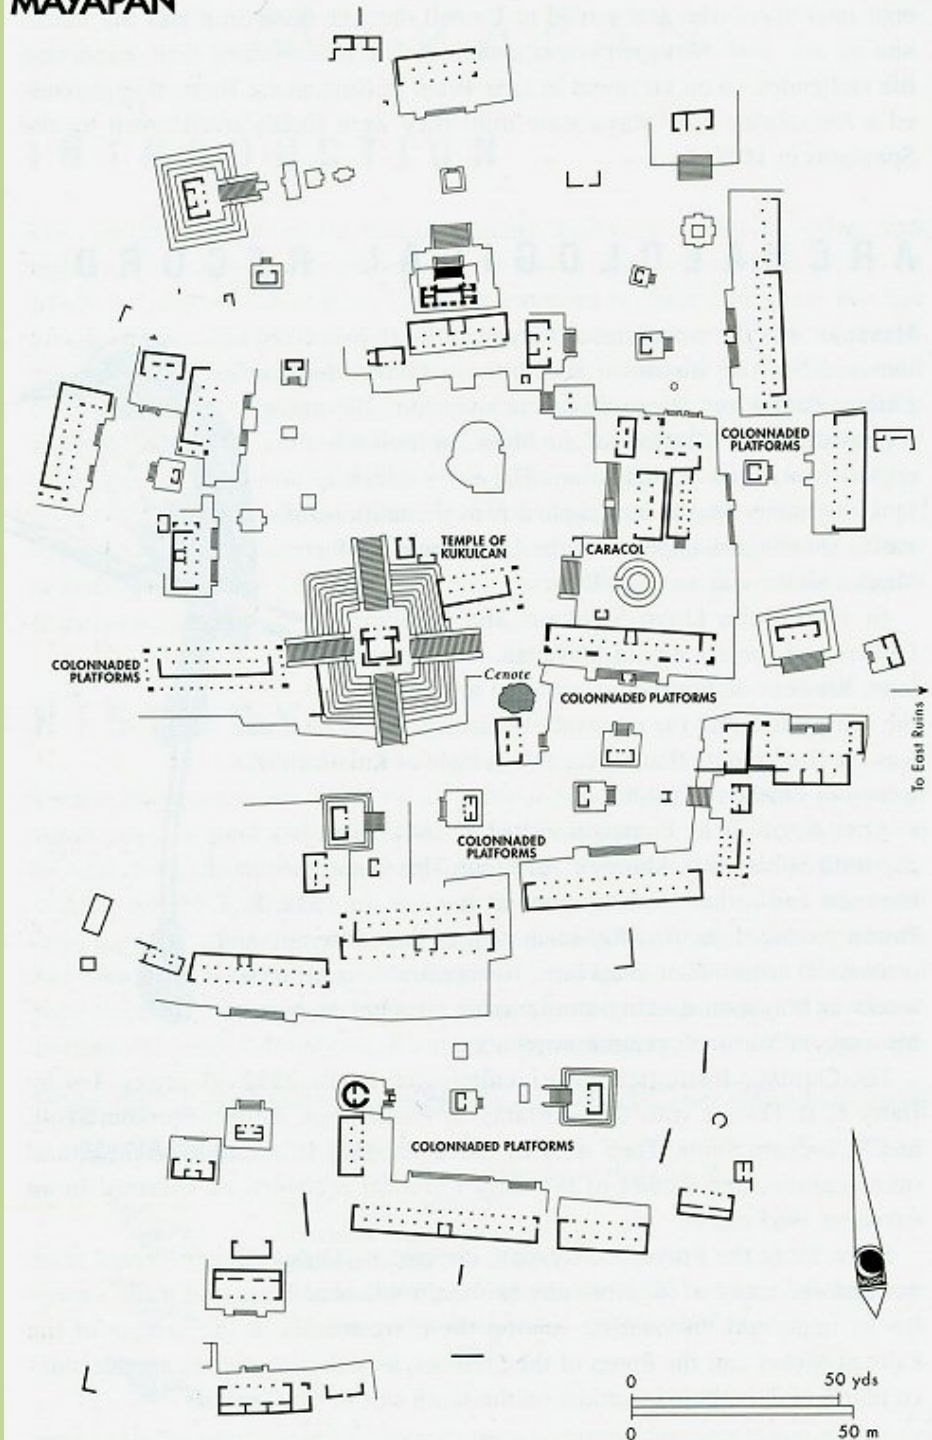 MAYAPAN
COLONNADED
PLATFORMS
TEMPLE OF
KUKULCAN
CARACOL
COLONNADED
PLATFORMS
Cenote
COLONNADED PLATFORMS
To East Ruins
COLONNADED
PLATFORMS
COLONNADED PLATFORMS
MOON
0 50 yds
0 50 m